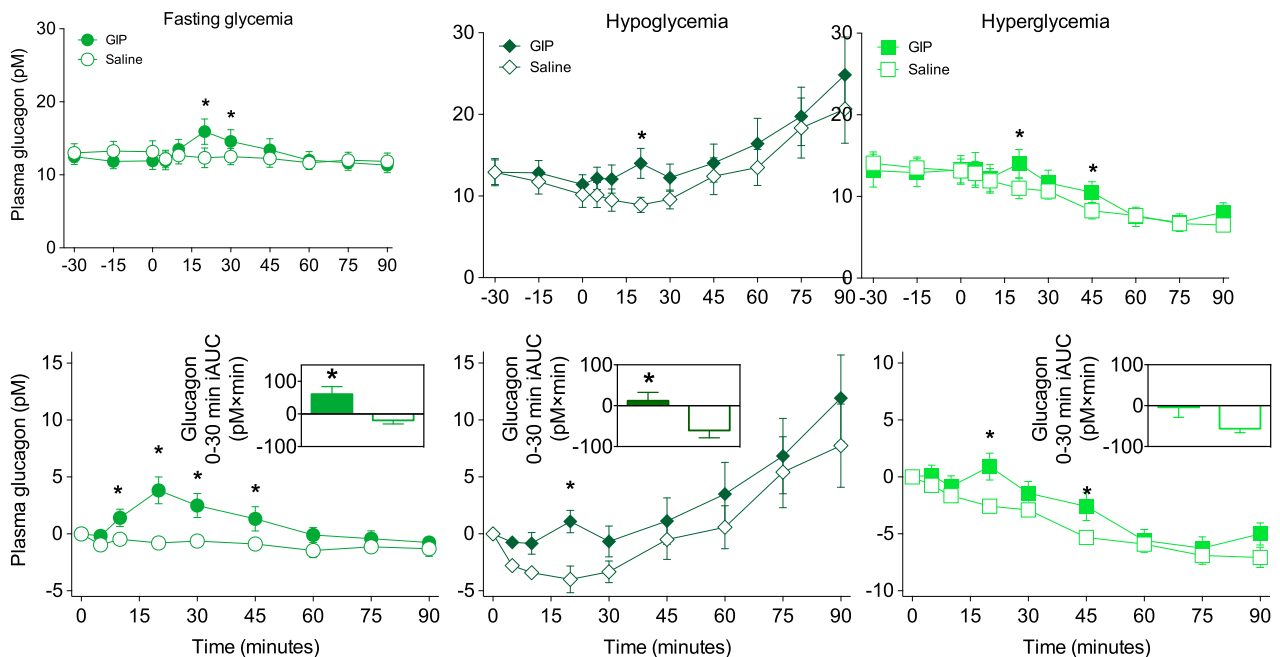 Fasting glycemia
Plasma glucagon (pM)
30
20
10
0
GIP
Saline
*
*
-30 -15 0 15 30 45 60 75 90
Hypoglycemia
30
20
10
0
GIP
Saline
*
-30 -15 0 15 30 45 60 75 90
Hyperglycemia
30
20
10
0
GIP
Saline
*
*
-30 -15 0 15 30 45 60 75 90
Plasma glucagon (pM)
15
10
5
0
-5
Glucagon
0-30 min iAUC
(pM×min)
100
0
-100
*
*
*
*
*
0 15 30 45 60 75 90
Time (minutes)
15
10
5
0
-5
Glucagon
0-30 min iAUC
(pM×min)
100
0
-100
*
*
0 15 30 45 60 75 90
Time (minutes)
10
5
0
-5
-10
Glucagon
0-30 min iAUC
(pM×min)
100
0
-100
*
*
0 15 30 45 60 75 90
Time (minutes)